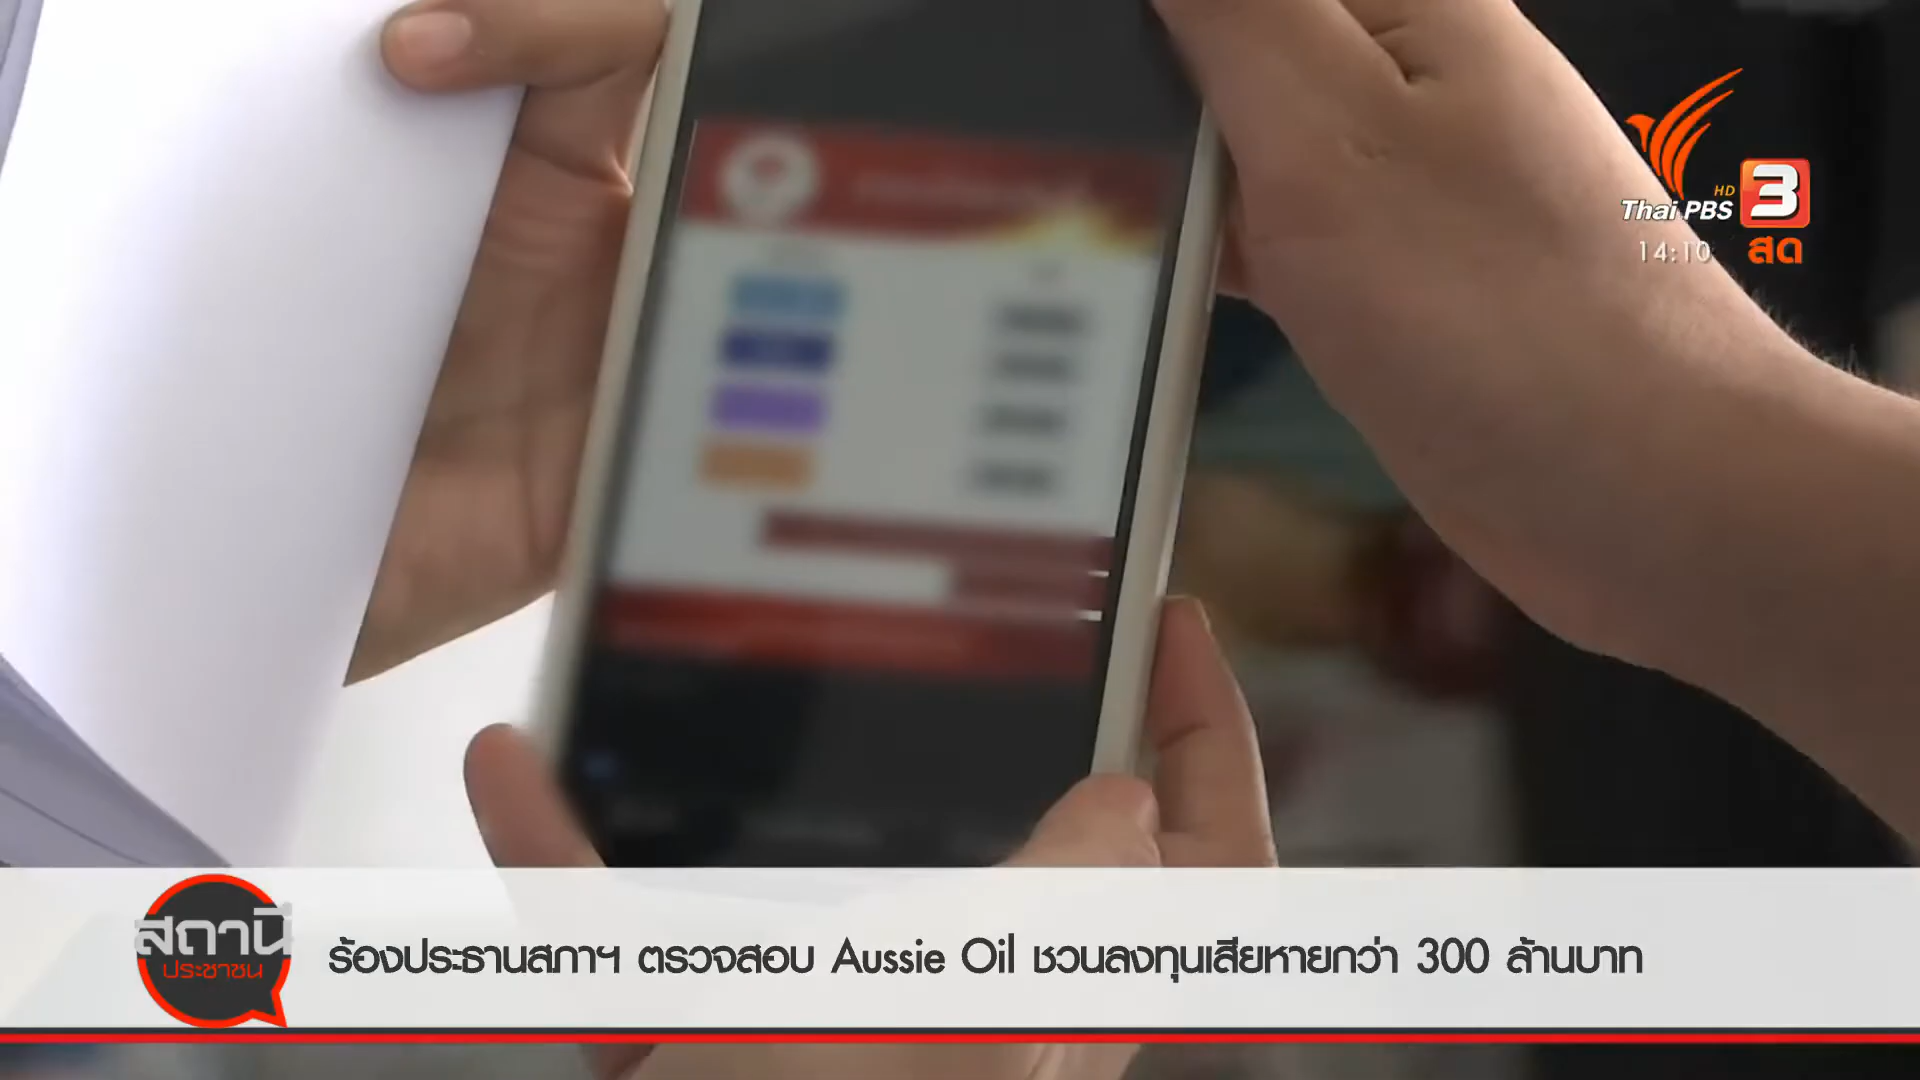 HD
Thai PBS 3
14:10 สด
สถานี
ประชาชน
ร้องประธานสภาฯ ตรวจสอบ Aussie Oil ชวนลงทุนเสียหายกว่า 300 ล้านบาท